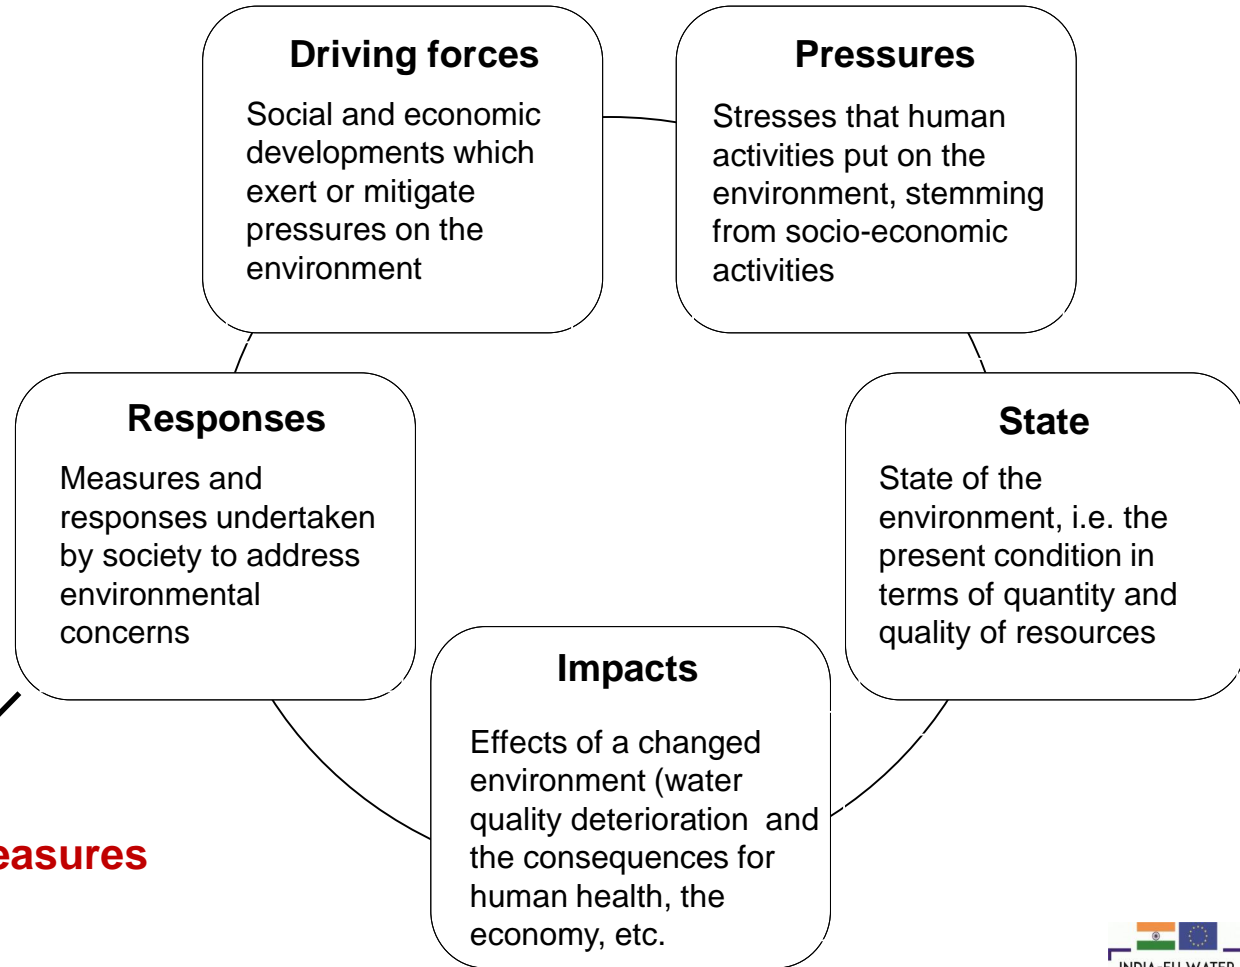 Driving forces
Social and economic
developments which
exert or mitigate
pressures on the
environment
Pressures
Stresses that human
activities put on the
environment, stemming
from socio-economic
activities
Responses
Measures and
responses undertaken
by society to address
environmental
concerns
State
State of the
environment, i.e. the
present condition in
terms of quantity and
quality of resources
Impacts
Effects of a changed
environment (water
quality deterioration and
the consequences for
human health, the
economy, etc.
easures
INDIA-EU WATER